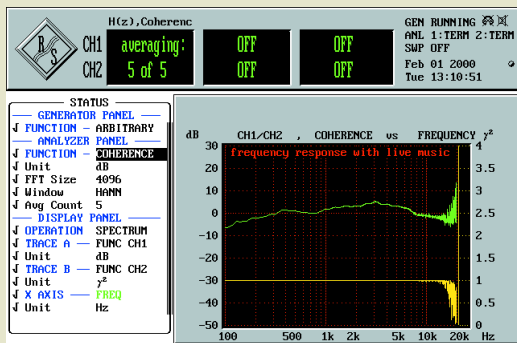 H(z),Coherenc
R S
CH1 averaging: OFF OFF
CH2 5 of 5 OFF OFF
GEN RUNNING
ANL 1:TERM 2:TERM
SWP OFF
Feb 01 2000
Tue 13:10:51
STATUS
GENERATOR PANEL
√ FUNCTION — ARBITRARY
ANALYZER PANEL
√ FUNCTION — COHERENCE
√ Unit dB
√ FFT Size 4096
√ Window HANN
√ Avg Count 5
DISPLAY PANEL
√ OPERATION SPECTRUM
√ TRACE A — FUNC CH1
√ Unit dB
√ TRACE B — FUNC CH2
√ Unit γ²
√ X AXIS — FREQ
√ Unit Hz
dB CH1/CH2 , COHERENCE vs FREQUENCY γ²
frequency response with live music
30 4
20 3.5
10 3
0 2.5
-10 2
-20 1.5
-30 1
-40 0.5
-50 0
100 500 1k 2k 5k 10k 20k Hz